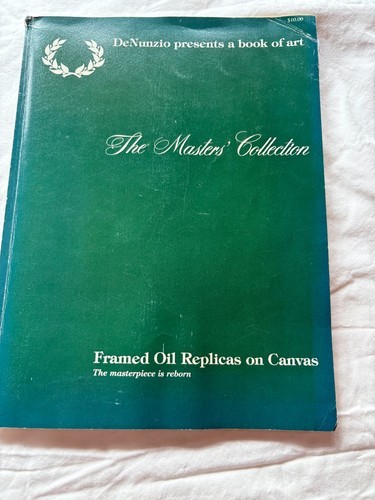 $10.00
DeNunzio presents a book of art
The Masters' Collection
Framed Oil Replicas on Canvas
The masterpiece is reborn